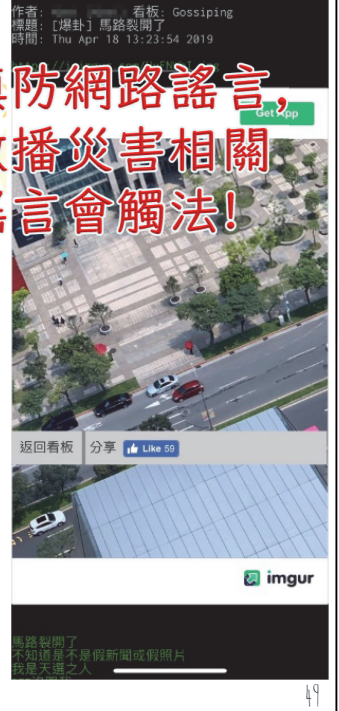 作者: 看板: Gossiping
標題: [爆卦] 馬路裂開了
時間: Thu Apr 18 13:23:54 2019
防網路謠言,
Get App
播災害相關
言會觸法!
返回看板 分享 Like 59
imgur
馬路裂開了
不知道是不是假新聞或假照片
我是天選之人
49